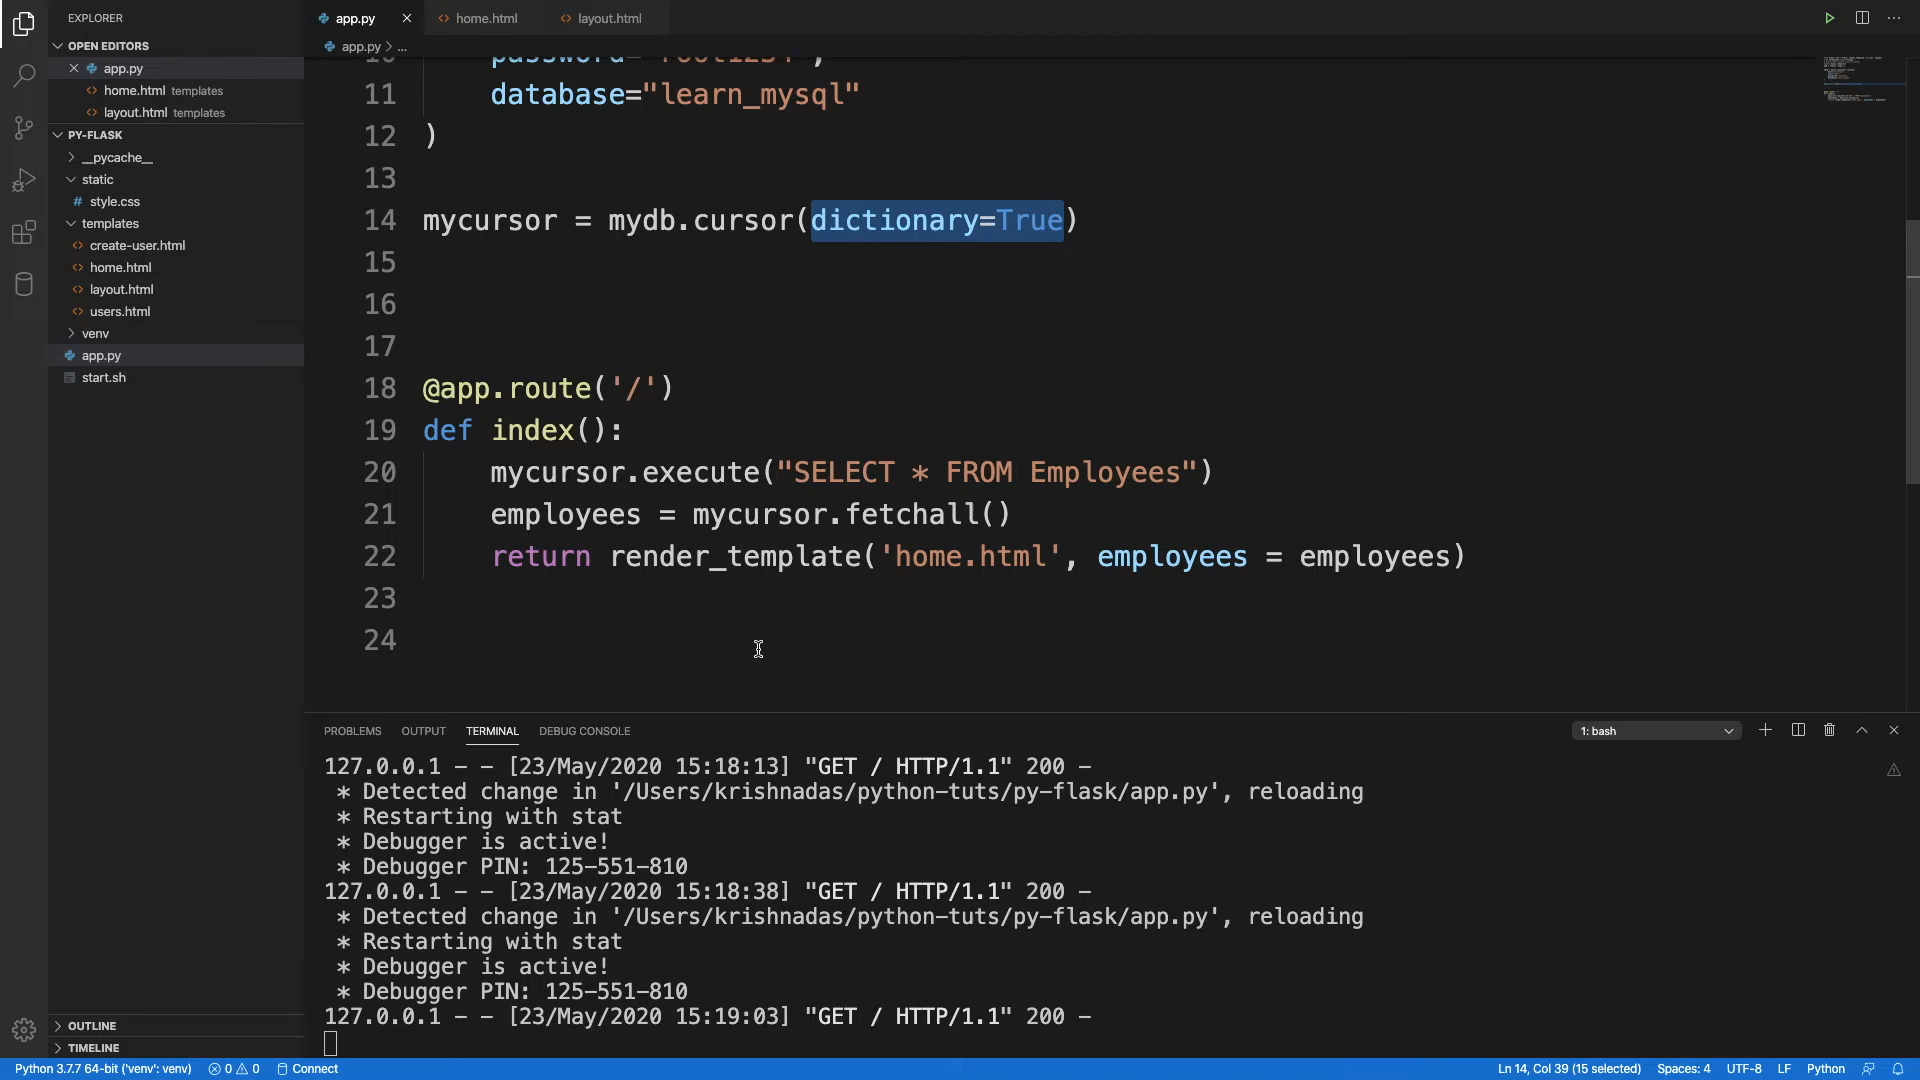 EXPLORER
OPEN EDITORS
app.py
home.html templates
layout.html templates
PY-FLASK
__pycache__
static
# style.css
templates
create-user.html
home.html
layout.html
users.html
venv
app.py
start.sh
OUTLINE
TIMELINE
app.py
home.html
layout.html
app.py > ...
10 password="root1234",
11 database="learn_mysql"
12 )
13
14 mycursor = mydb.cursor(dictionary=True)
15
16
17
18 @app.route('/')
19 def index():
20 mycursor.execute("SELECT * FROM Employees")
21 employees = mycursor.fetchall()
22 return render_template('home.html', employees = employees)
23
24
PROBLEMS OUTPUT TERMINAL DEBUG CONSOLE
1: bash
127.0.0.1 - - [23/May/2020 15:18:13] "GET / HTTP/1.1" 200 -
* Detected change in '/Users/krishnadas/python-tuts/py-flask/app.py', reloading
* Restarting with stat
* Debugger is active!
* Debugger PIN: 125-551-810
127.0.0.1 - - [23/May/2020 15:18:38] "GET / HTTP/1.1" 200 -
* Detected change in '/Users/krishnadas/python-tuts/py-flask/app.py', reloading
* Restarting with stat
* Debugger is active!
* Debugger PIN: 125-551-810
127.0.0.1 - - [23/May/2020 15:19:03] "GET / HTTP/1.1" 200 -
Python 3.7.7 64-bit ('venv': venv) 0 0 Connect
Ln 14, Col 39 (15 selected) Spaces: 4 UTF-8 LF Python